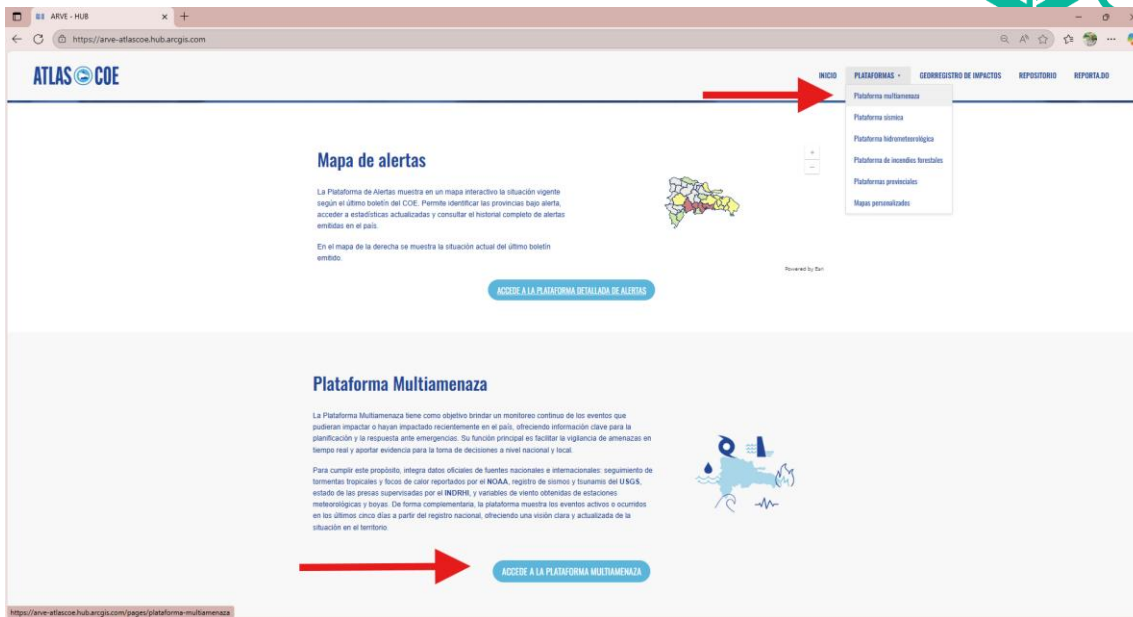 ARVE - HUB
https://arve-atlascoe.hub.arcgis.com
ATLAS COE
INICIO PLATAFORMAS GEORREGISTRO DE IMPACTOS REPOSITORIO REPORTA.DO
Plataforma multiamenaza
Plataforma sísmica
Plataforma hidrometeorológica
Plataforma de incendios forestales
Plataformas provinciales
Mapas personalizados
Mapa de alertas
La Plataforma de Alertas muestra en un mapa interactivo la situación vigente
según el último boletín del COE. Permite identificar las provincias bajo alerta,
acceder a estadísticas actualizadas y consultar el historial completo de alertas
emitidas en el país.
En el mapa de la derecha se muestra la situación actual del último boletín
emitido.
+
−
Powered by Esri
ACCEDE A LA PLATAFORMA DETALLADA DE ALERTAS
Plataforma Multiamenaza
La Plataforma Multiamenaza tiene como objetivo brindar un monitoreo continuo de los eventos que
pudieran impactar o hayan impactado recientemente en el país, ofreciendo información clave para la
planificación y la respuesta ante emergencias. Su función principal es facilitar la vigilancia de amenazas en
tiempo real y aportar evidencia para la toma de decisiones a nivel nacional y local.
Para cumplir este propósito, integra datos oficiales de fuentes nacionales e internacionales: seguimiento de
tormentas tropicales y focos de calor reportados por el NOAA, registro de sismos y tsunamis del USGS,
estado de las presas supervisadas por el INDRHI, y variables de viento obtenidas de estaciones
meteorológicas y boyas. De forma complementaria, la plataforma muestra los eventos activos o ocurridos
en los últimos cinco días a partir del registro nacional, ofreciendo una visión clara y actualizada de la
situación en el territorio.
ACCEDE A LA PLATAFORMA MULTIAMENAZA
https://arve-atlascoe.hub.arcgis.com/pages/plataforma-multiamenaza